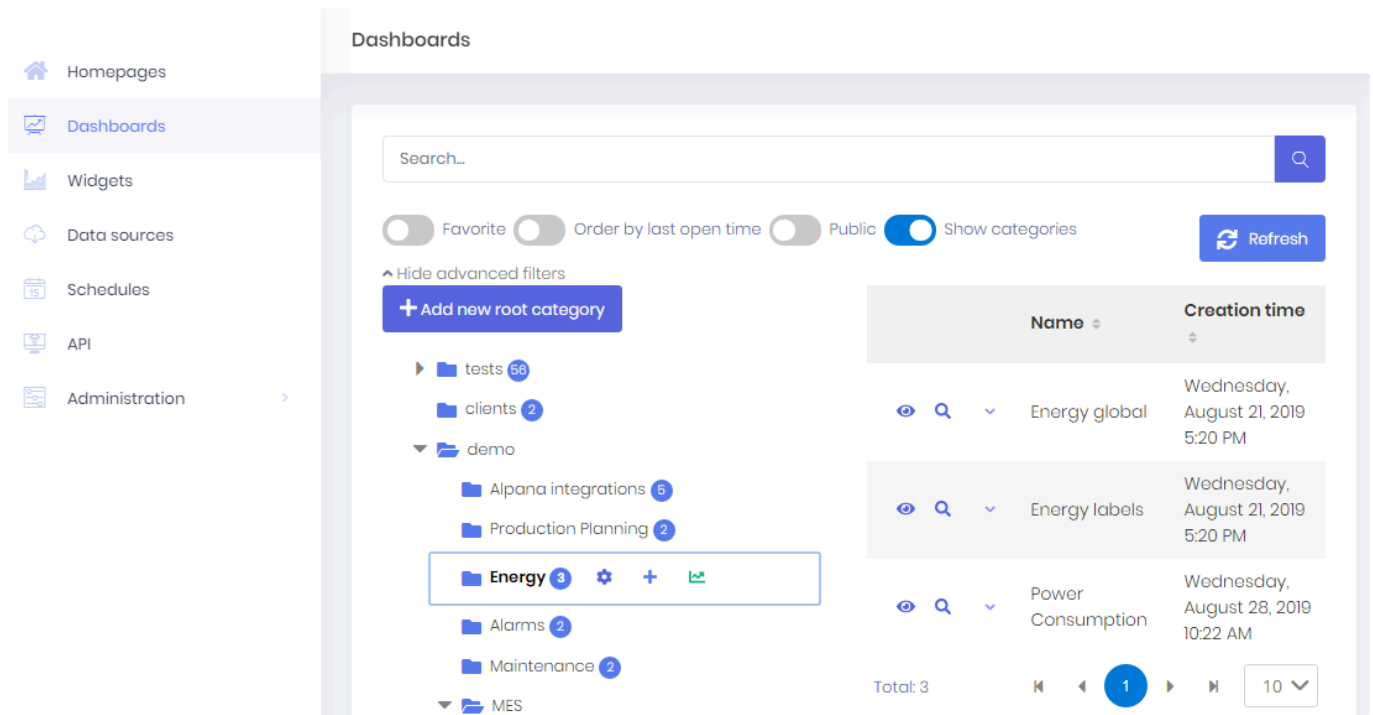 Dashboards
Homepages
Dashboards
Widgets
Data sources
15
Schedules
API
Administration
Search...
Favorite
Order by last open time
Public
Show categories
Refresh
Hide advanced filters
Add new root category
tests 56
clients 2
demo
Alpana integrations 5
Production Planning 2
Energy 3
Alarms 2
Maintenance 2
MES
Name
Creation time
Energy global
Wednesday,
August 21, 2019
5:20 PM
Energy labels
Wednesday,
August 21, 2019
5:20 PM
Power
Consumption
Wednesday,
August 28, 2019
10:22 AM
Total: 3
1
10